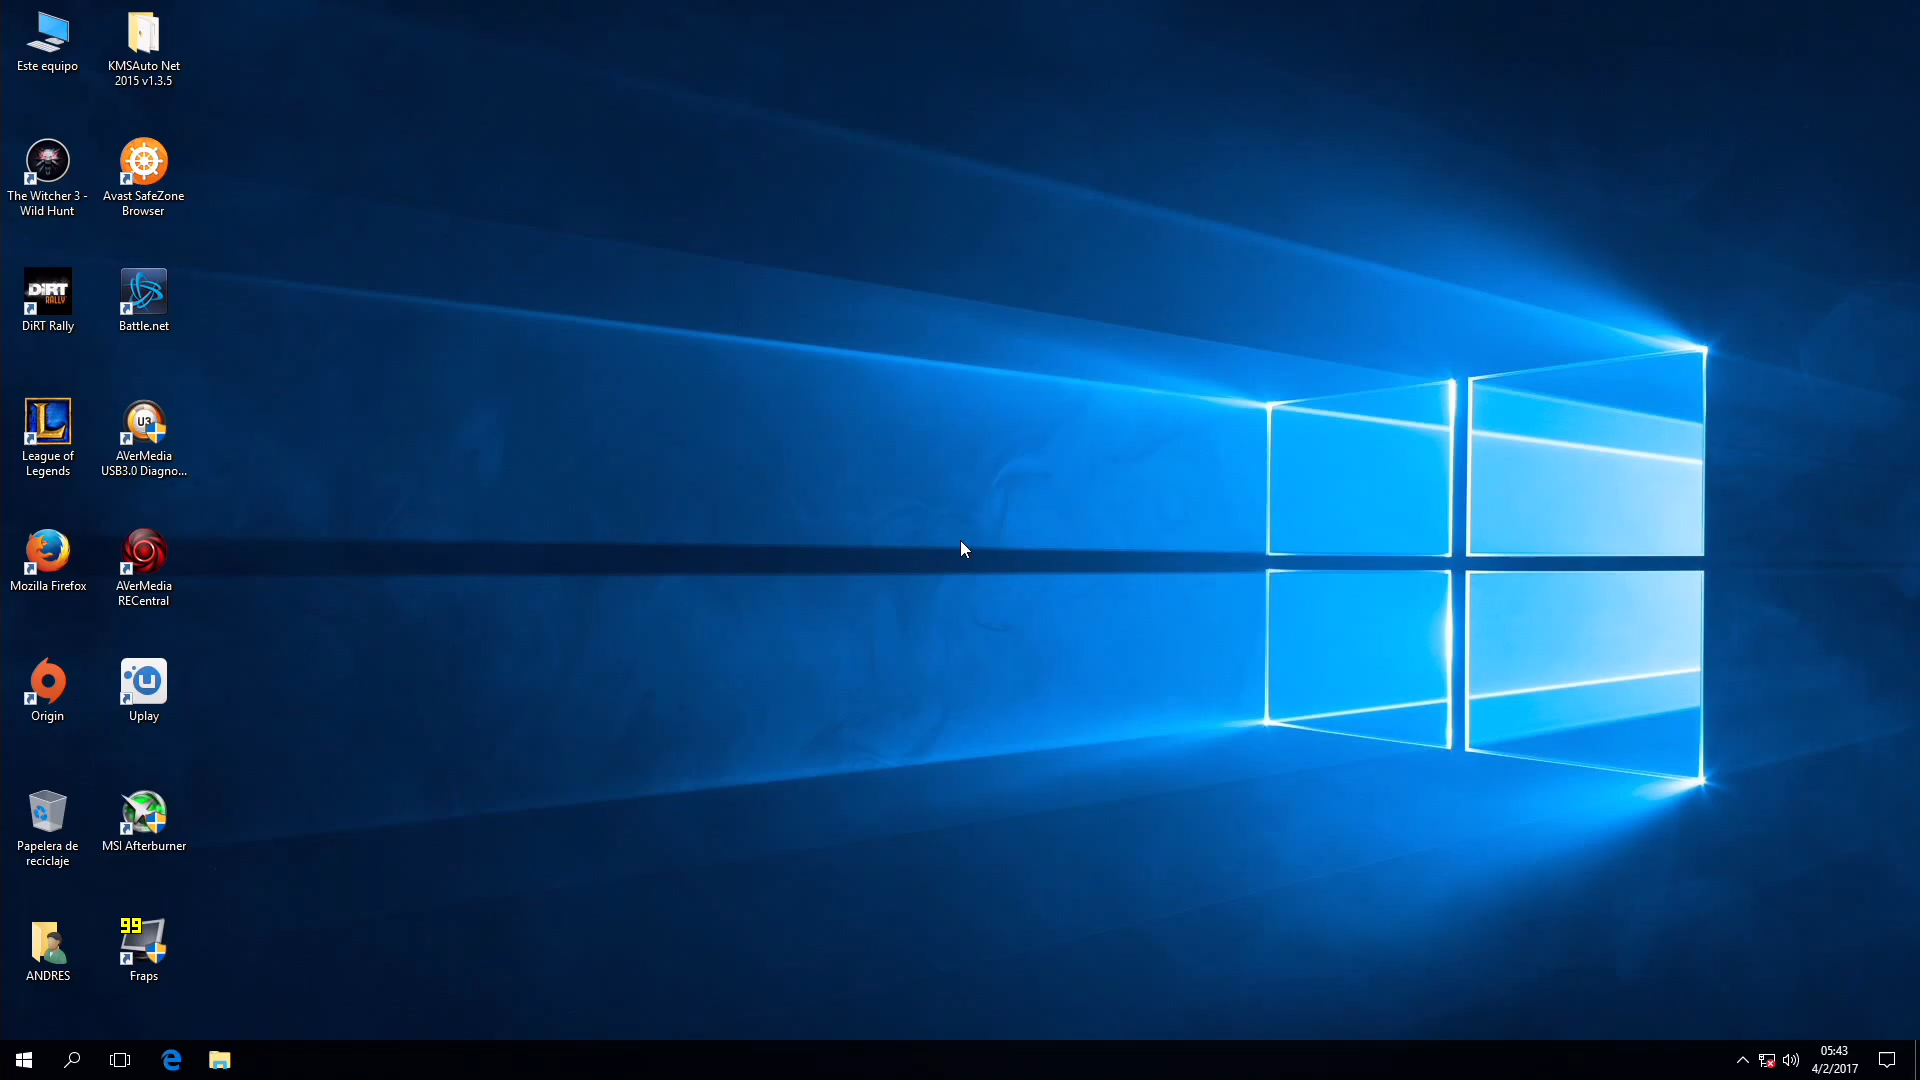 Este equipo
KMSAuto Net
2015 v1.3.5
The Witcher 3 -
Wild Hunt
Avast SafeZone
Browser
DiRT
RALLY
DiRT Rally
Battle.net
L
League of
Legends
U3
AVerMedia
USB3.0 Diagno...
Mozilla Firefox
AVerMedia
RECentral
Origin
Uplay
Papelera de
reciclaje
MSI Afterburner
ANDRES
99
Fraps
05:43
4/2/2017